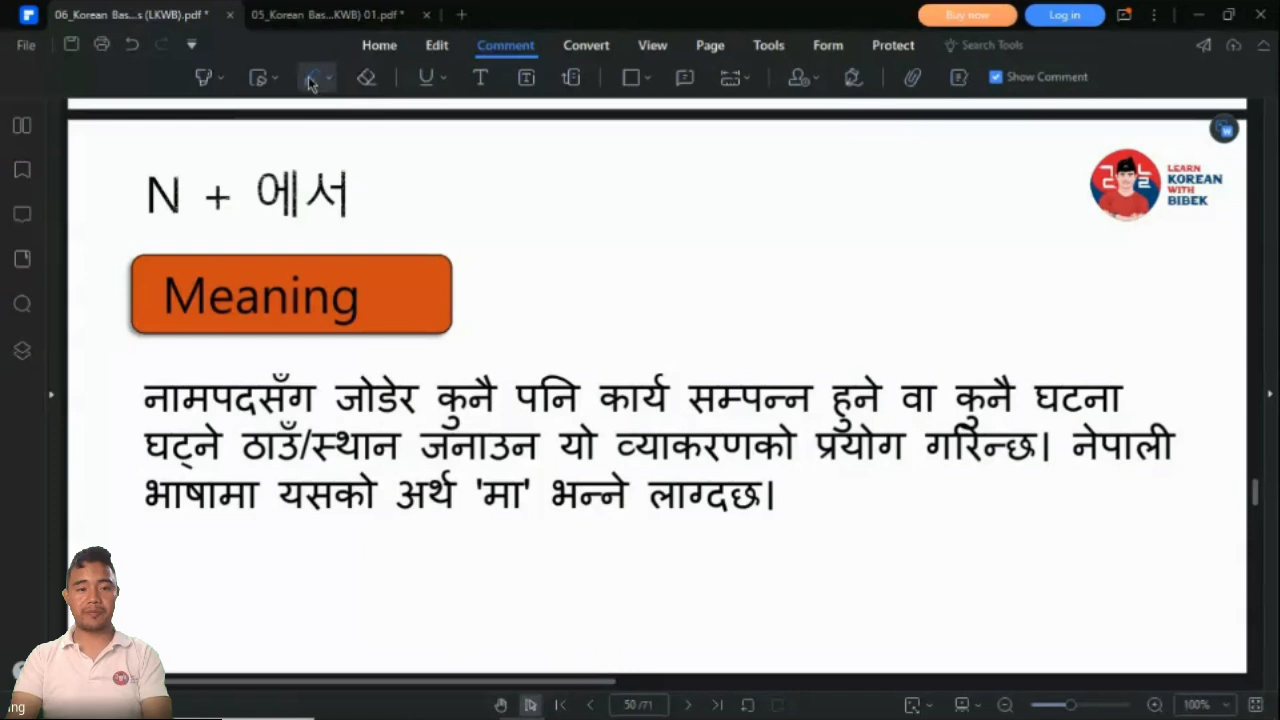 06_Korean Bas...s (LKWB).pdf *
05_Korean Bas...KWB) 01.pdf *
Buy now
Log in
File
Home
Edit
Comment
Convert
View
Page
Tools
Form
Protect
Search Tools
Show Comment
N + 에서
LEARN
KOREAN
WITH
BIBEK
Meaning
नामपदसँग जोडेर कुनै पनि कार्य सम्पन्न हुने वा कुनै घटना
घट्ने ठाउँ/स्थान जनाउन यो व्याकरणको प्रयोग गरिन्छ। नेपाली
भाषामा यसको अर्थ 'मा' भन्ने लाग्दछ।
50 /71
100%